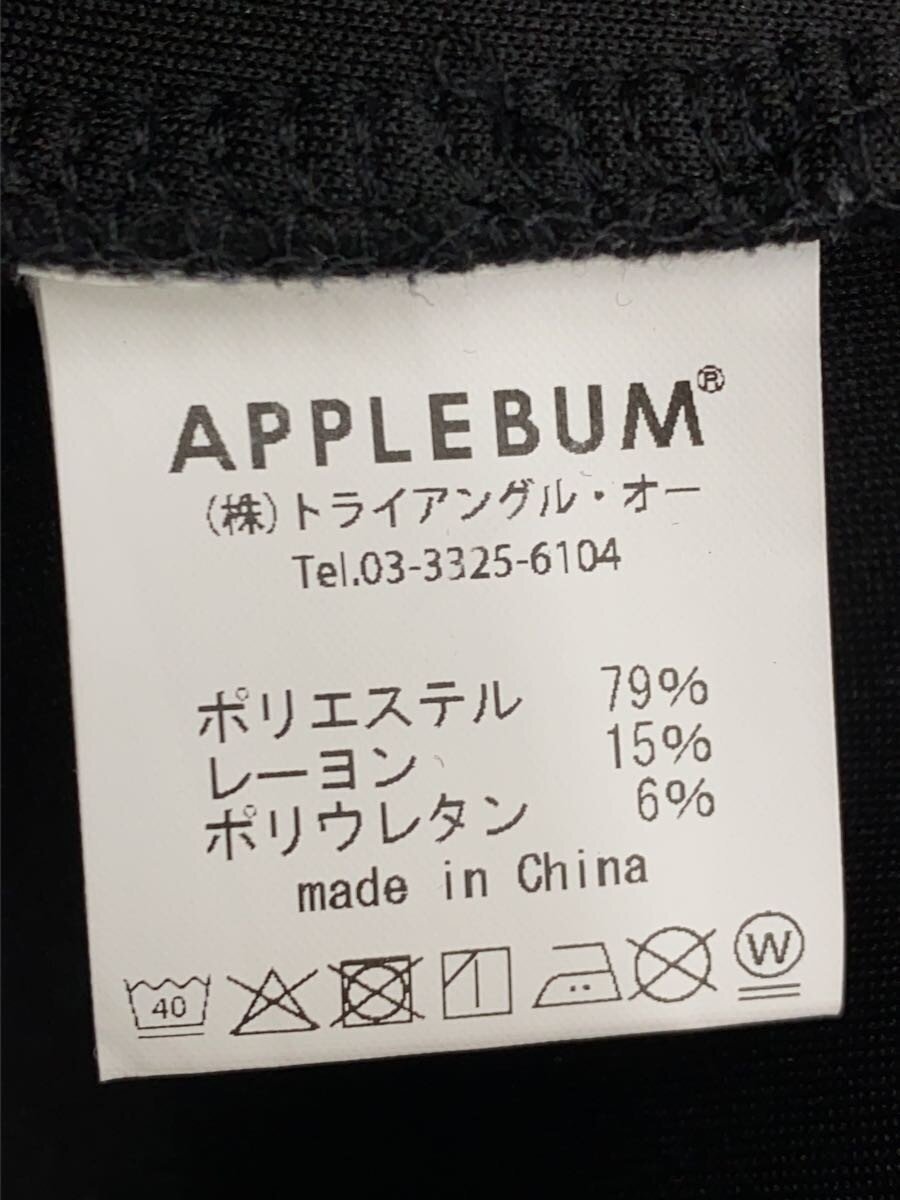 APPLEBUM®
(株)トライアングル・オー
Tel.03-3325-6104
ポリエステル 79%
レーヨン 15%
ポリウレタン 6%
made in China
40
W